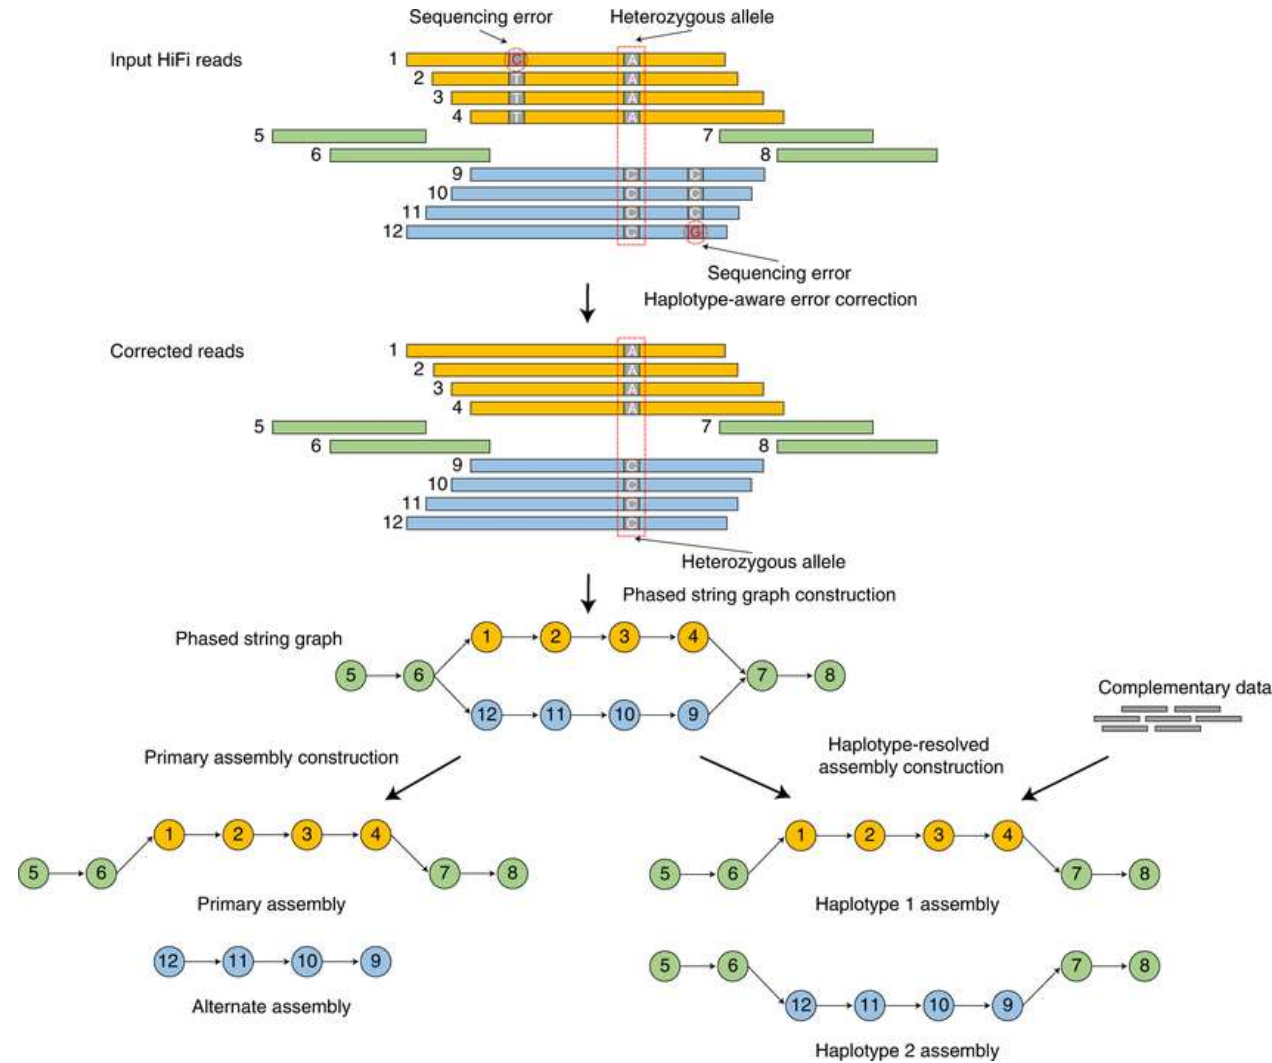 Sequencing error
Heterozygous allele
Input HiFi reads
1 C A
2 T A
3 T A
4 T A
5 7
6 8
9 C C
10 C C
11 C C
12 C G
Sequencing error
Haplotype-aware error correction
Corrected reads
1 A
2 A
3 A
4 A
5 7
6 8
9 C
10 C
11 C
12 C
Heterozygous allele
Phased string graph construction
Phased string graph
1 2 3 4
5 6 7 8
12 11 10 9
Complementary data
Primary assembly construction
Haplotype-resolved
assembly construction
1 2 3 4
5 6 7 8
Primary assembly
12 11 10 9
Alternate assembly
1 2 3 4
5 6 7 8
Haplotype 1 assembly
5 6 7 8
12 11 10 9
Haplotype 2 assembly